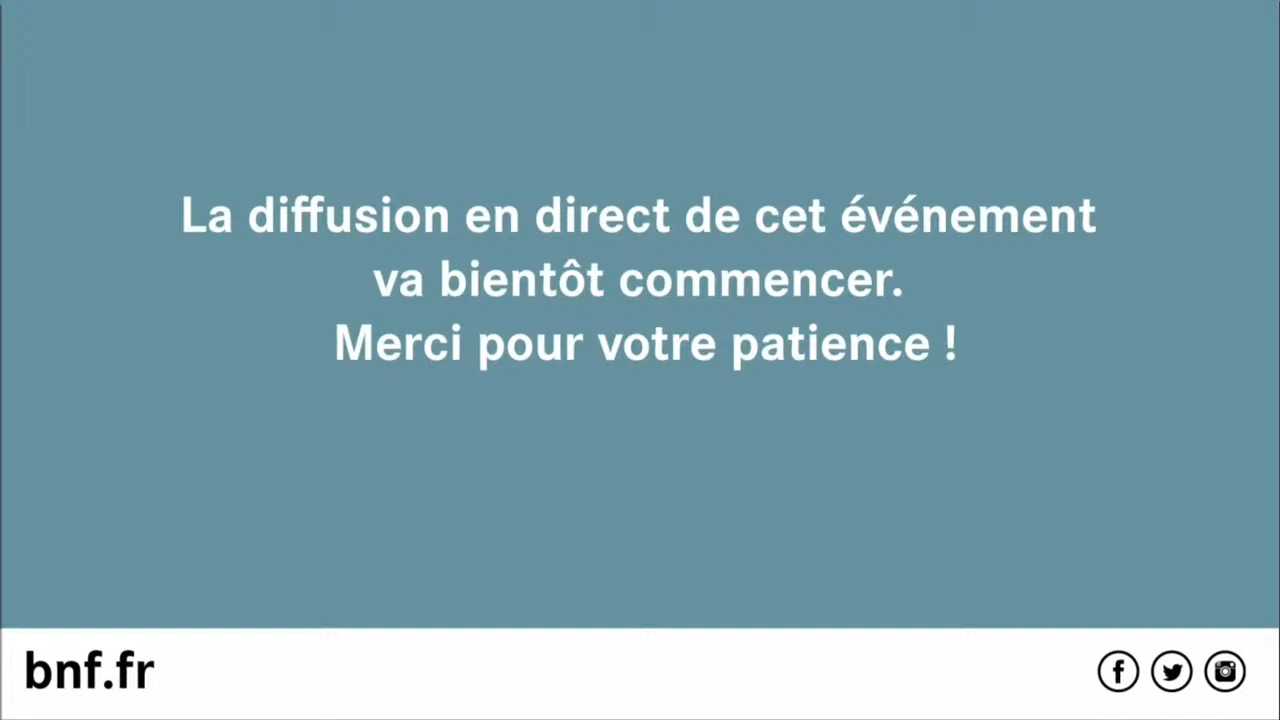 La diffusion en direct de cet événement
va bientôt commencer.
Merci pour votre patience !
bnf.fr